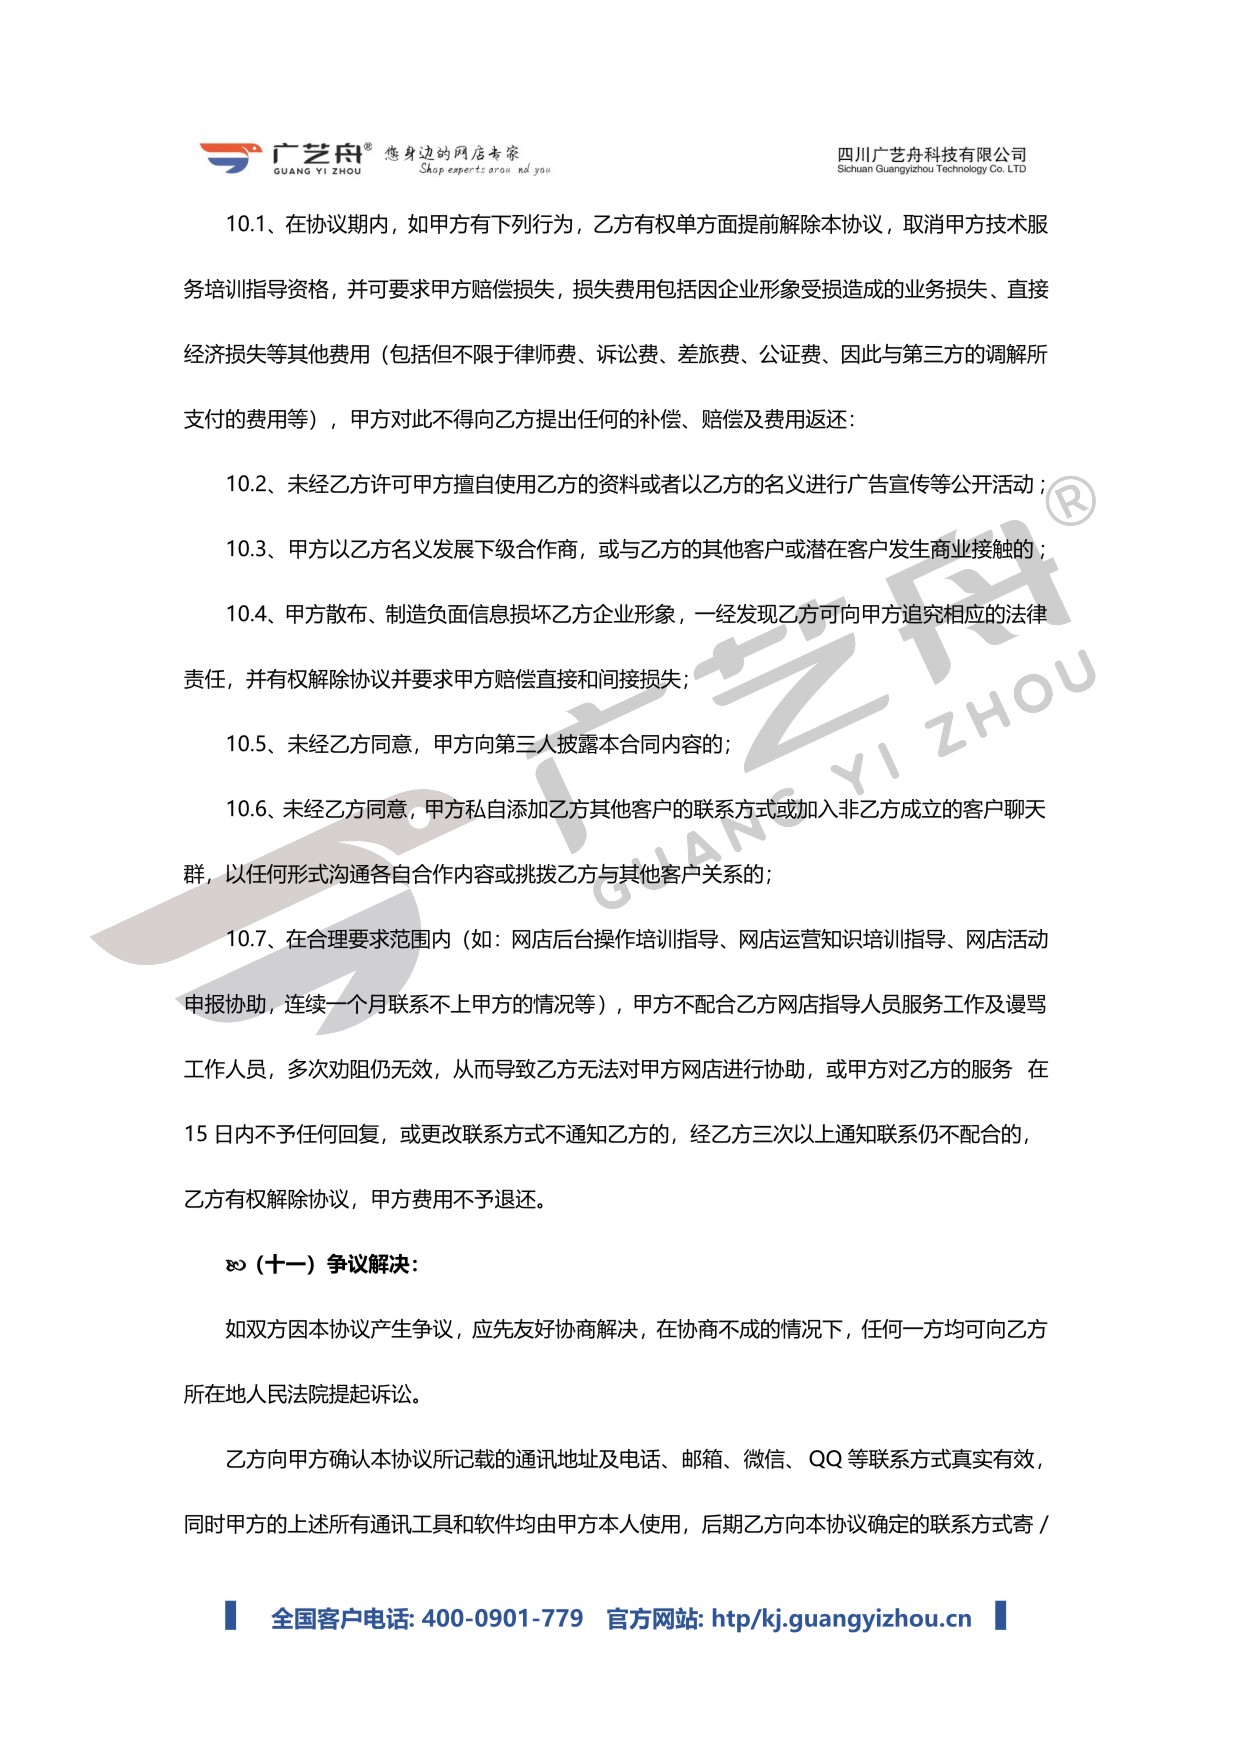 广艺舟® 您身边的网店专家
GUANG YI ZHOU Shop experts arou nd you
四川广艺舟科技有限公司
Sichuan Guangyizhou Technology Co. LTD
10.1、在协议期内，如甲方有下列行为，乙方有权单方面提前解除本协议，取消甲方技术服
务培训指导资格，并可要求甲方赔偿损失，损失费用包括因企业形象受损造成的业务损失、直接
经济损失等其他费用（包括但不限于律师费、诉讼费、差旅费、公证费、因此与第三方的调解所
支付的费用等），甲方对此不得向乙方提出任何的补偿、赔偿及费用返还：
10.2、未经乙方许可甲方擅自使用乙方的资料或者以乙方的名义进行广告宣传等公开活动；
10.3、甲方以乙方名义发展下级合作商，或与乙方的其他客户或潜在客户发生商业接触的；
10.4、甲方散布、制造负面信息损坏乙方企业形象，一经发现乙方可向甲方追究相应的法律
责任，并有权解除协议并要求甲方赔偿直接和间接损失；
10.5、未经乙方同意，甲方向第三人披露本合同内容的；
10.6、未经乙方同意，甲方私自添加乙方其他客户的联系方式或加入非乙方成立的客户聊天
群，以任何形式沟通各自合作内容或挑拨乙方与其他客户关系的；
10.7、在合理要求范围内（如：网店后台操作培训指导、网店运营知识培训指导、网店活动
申报协助，连续一个月联系不上甲方的情况等），甲方不配合乙方网店指导人员服务工作及谩骂
工作人员，多次劝阻仍无效，从而导致乙方无法对甲方网店进行协助，或甲方对乙方的服务 在
15 日内不予任何回复，或更改联系方式不通知乙方的，经乙方三次以上通知联系仍不配合的，
乙方有权解除协议，甲方费用不予退还。
（十一）争议解决：
如双方因本协议产生争议，应先友好协商解决，在协商不成的情况下，任何一方均可向乙方
所在地人民法院提起诉讼。
乙方向甲方确认本协议所记载的通讯地址及电话、邮箱、微信、QQ 等联系方式真实有效，
同时甲方的上述所有通讯工具和软件均由甲方本人使用，后期乙方向本协议确定的联系方式寄/
广艺舟®
GUANG YI ZHOU
全国客户电话: 400-0901-779 官方网站: htp/kj.guangyizhou.cn